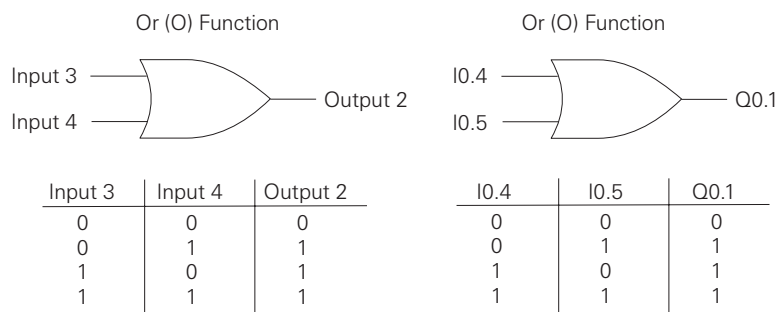 Or (O) Function
Input 3
Input 4
Output 2
Input 3 Input 4 Output 2
0 0 0
0 1 1
1 0 1
1 1 1
Or (O) Function
I0.4
I0.5
Q0.1
I0.4 I0.5 Q0.1
0 0 0
0 1 1
1 0 1
1 1 1